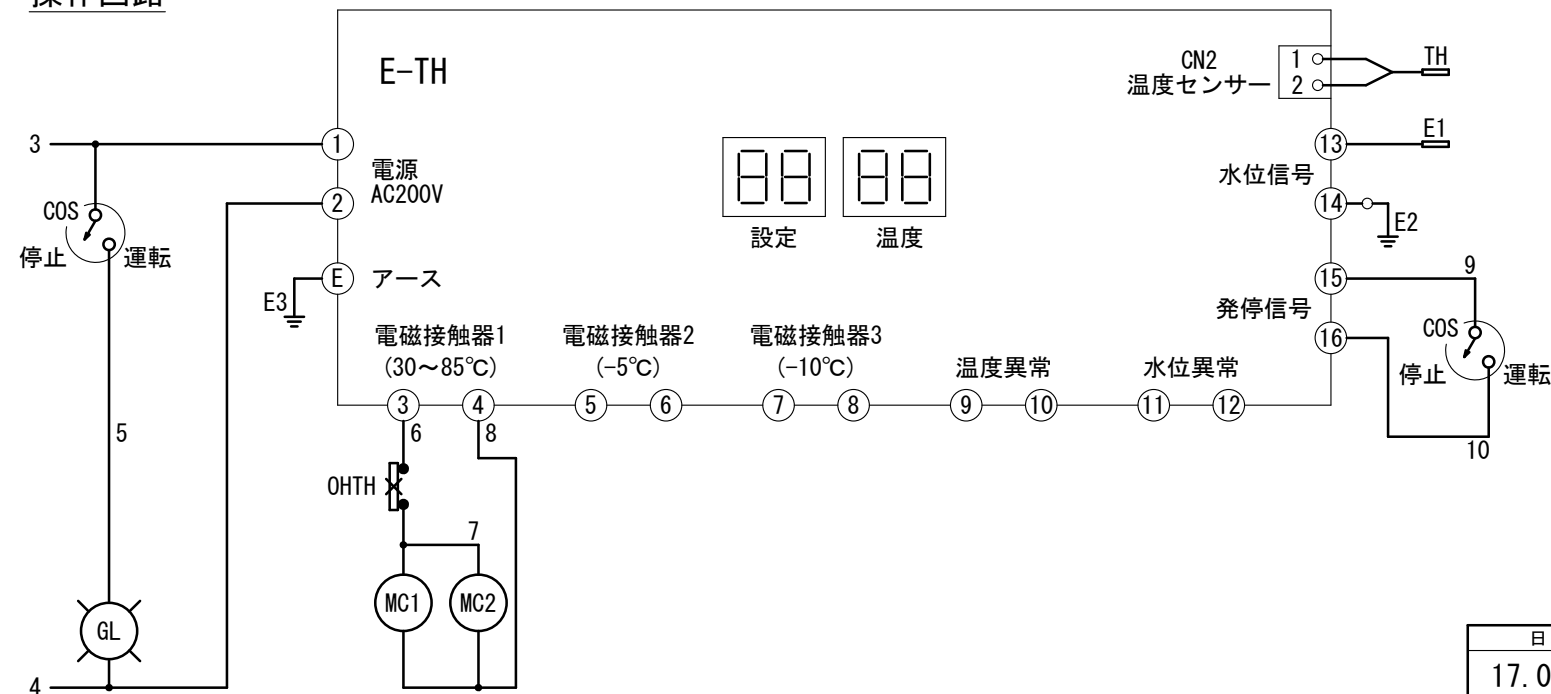 操作回路
E-TH
CN2
温度センサー
1
2
TH
3
1
電源
AC200V
2
13
E1
水位信号
14
E2
88
88
設定
温度
COS
停止
運転
E
アース
E3
15
9
発停信号
16
COS
停止
運転
10
電磁接触器1
(30～85℃)
電磁接触器2
(-5℃)
電磁接触器3
(-10℃)
温度異常
水位異常
3
4
5
6
7
8
9
10
11
12
5
6
8
OHTH
7
MC1
MC2
GL
4
日
17.0